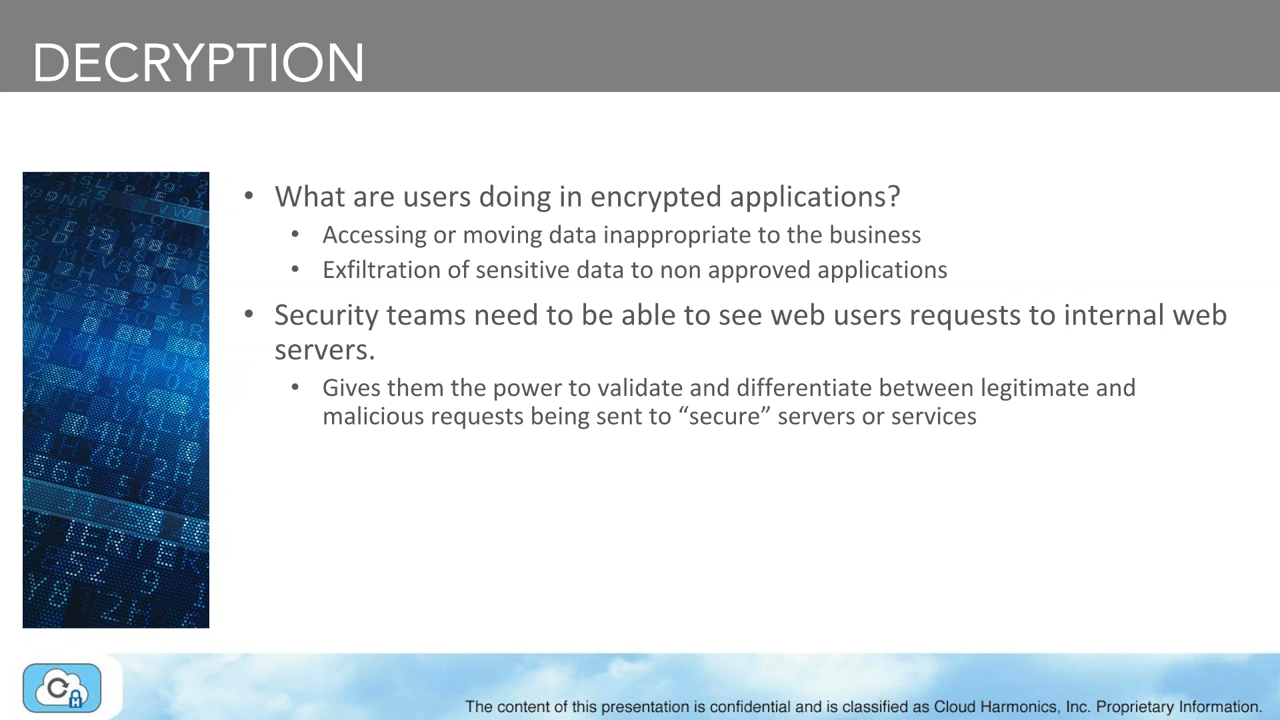 DECRYPTION
• What are users doing in encrypted applications?
• Accessing or moving data inappropriate to the business
• Exfiltration of sensitive data to non approved applications
• Security teams need to be able to see web users requests to internal web
servers.
• Gives them the power to validate and differentiate between legitimate and
malicious requests being sent to “secure” servers or services
The content of this presentation is confidential and is classified as Cloud Harmonics, Inc. Proprietary Information.